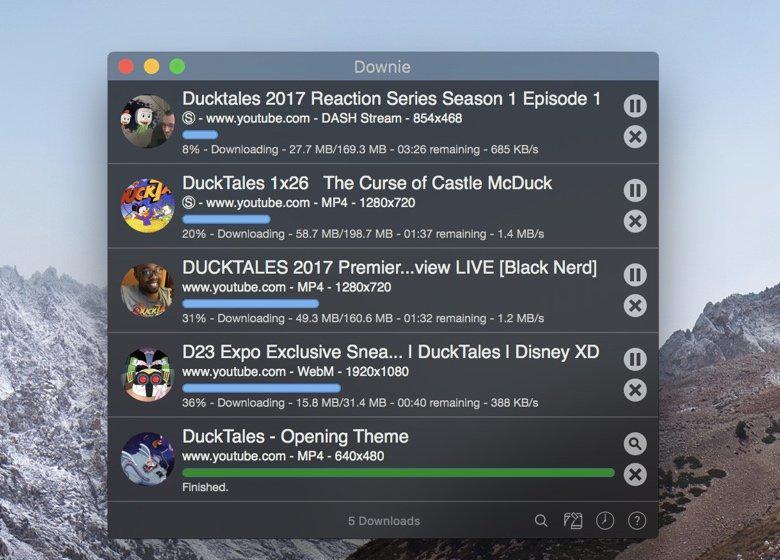 Downie
Ducktales 2017 Reaction Series Season 1 Episode 1
Ⓢ - www.youtube.com - DASH Stream - 854x468
8% - Downloading - 27.7 MB/169.3 MB - 03:26 remaining - 685 KB/s
DuckTales 1x26   The Curse of Castle McDuck
Ⓢ - www.youtube.com - MP4 - 1280x720
20% - Downloading - 58.7 MB/198.7 MB - 01:37 remaining - 1.4 MB/s
DUCKTALES 2017 Premier...view LIVE [Black Nerd]
www.youtube.com - MP4 - 1280x720
31% - Downloading - 49.3 MB/160.6 MB - 01:32 remaining - 1.2 MB/s
D23 Expo Exclusive Snea... | DuckTales | Disney XD
www.youtube.com - WebM - 1920x1080
36% - Downloading - 15.8 MB/31.4 MB - 00:40 remaining - 388 KB/s
DuckTales - Opening Theme
www.youtube.com - MP4 - 640x480
Finished.
5 Downloads